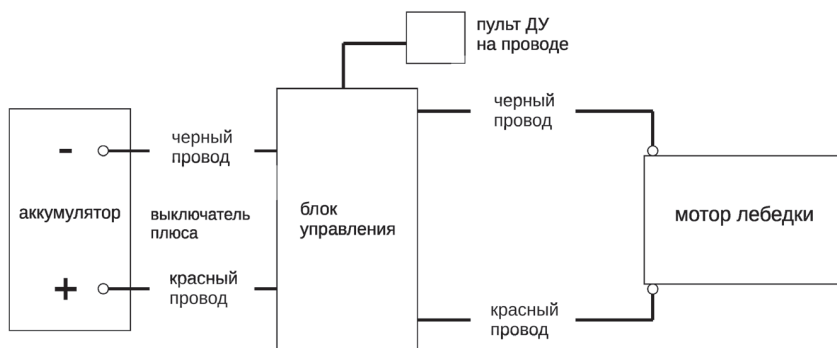 пульт ДУ
на проводе
черный
провод
черный
провод
-
аккумулятор
выключатель
плюса
блок
управления
мотор лебедки
+
красный
провод
красный
провод